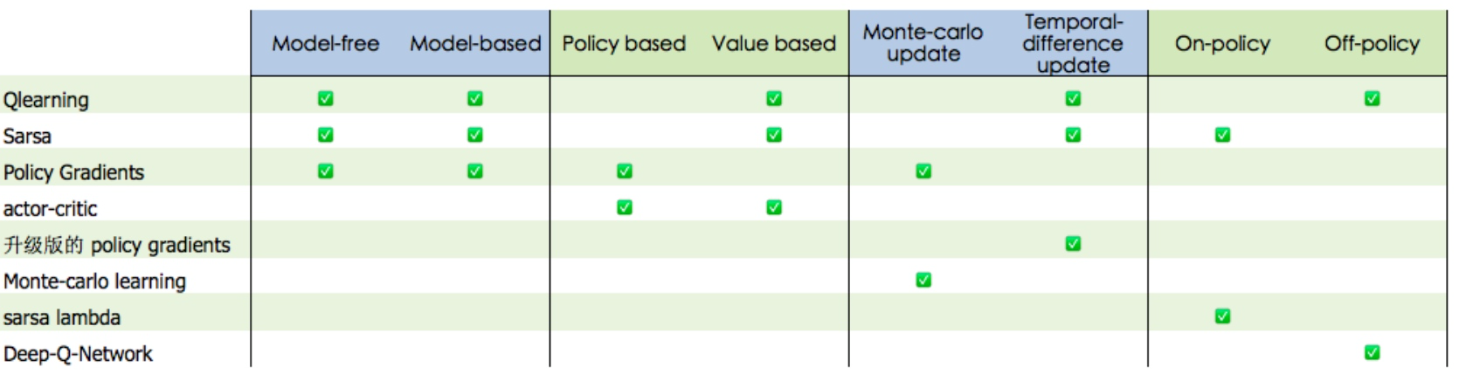 Model-free Model-based Policy based Value based Monte-carlo update Temporal-difference update On-policy Off-policy
Qlearning ✅ ✅ ✅ ✅ ✅
Sarsa ✅ ✅ ✅ ✅ ✅
Policy Gradients ✅ ✅ ✅ ✅
actor-critic ✅ ✅
升级版的 policy gradients ✅
Monte-carlo learning ✅
sarsa lambda ✅
Deep-Q-Network ✅